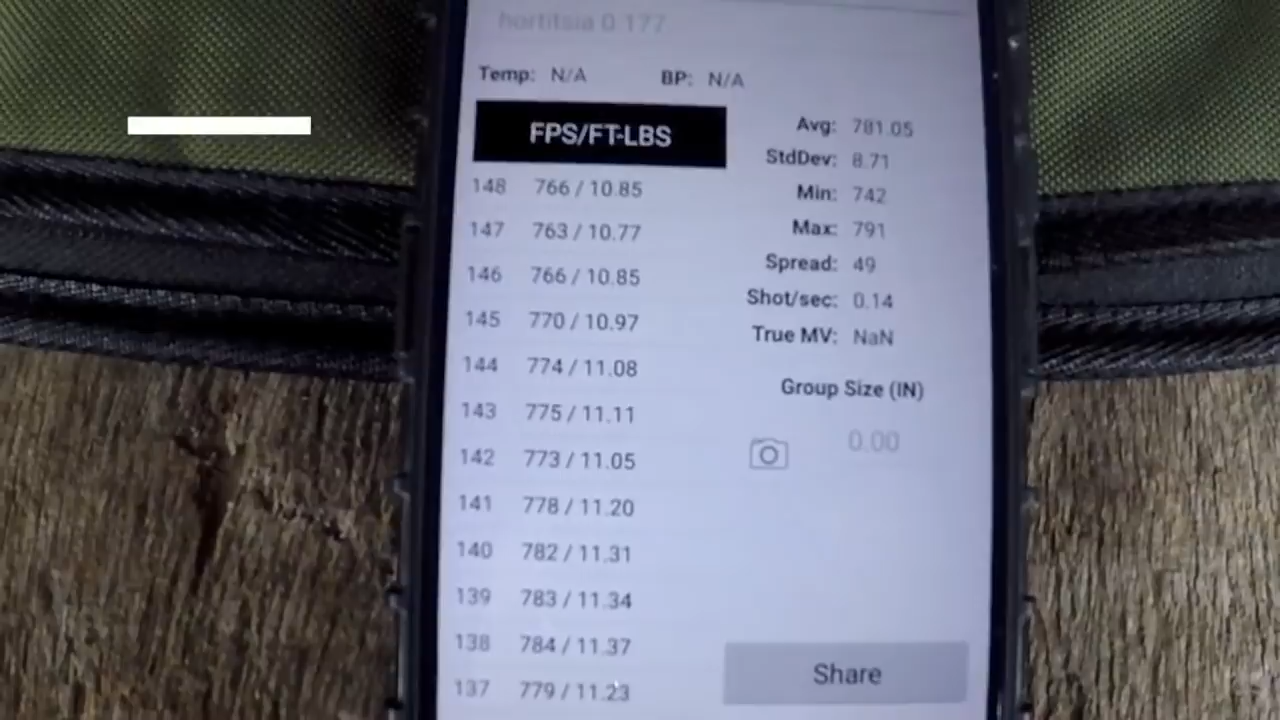 hortitsia 0.177
Temp: N/A BP: N/A
FPS/FT-LBS
148 766 / 10.85
147 763 / 10.77
146 766 / 10.85
145 770 / 10.97
144 774 / 11.08
143 775 / 11.11
142 773 / 11.05
141 778 / 11.20
140 782 / 11.31
139 783 / 11.34
138 784 / 11.37
137 779 / 11.23
Avg: 781.05
StdDev: 8.71
Min: 742
Max: 791
Spread: 49
Shot/sec: 0.14
True MV: NaN
Group Size (IN)
0.00
Share